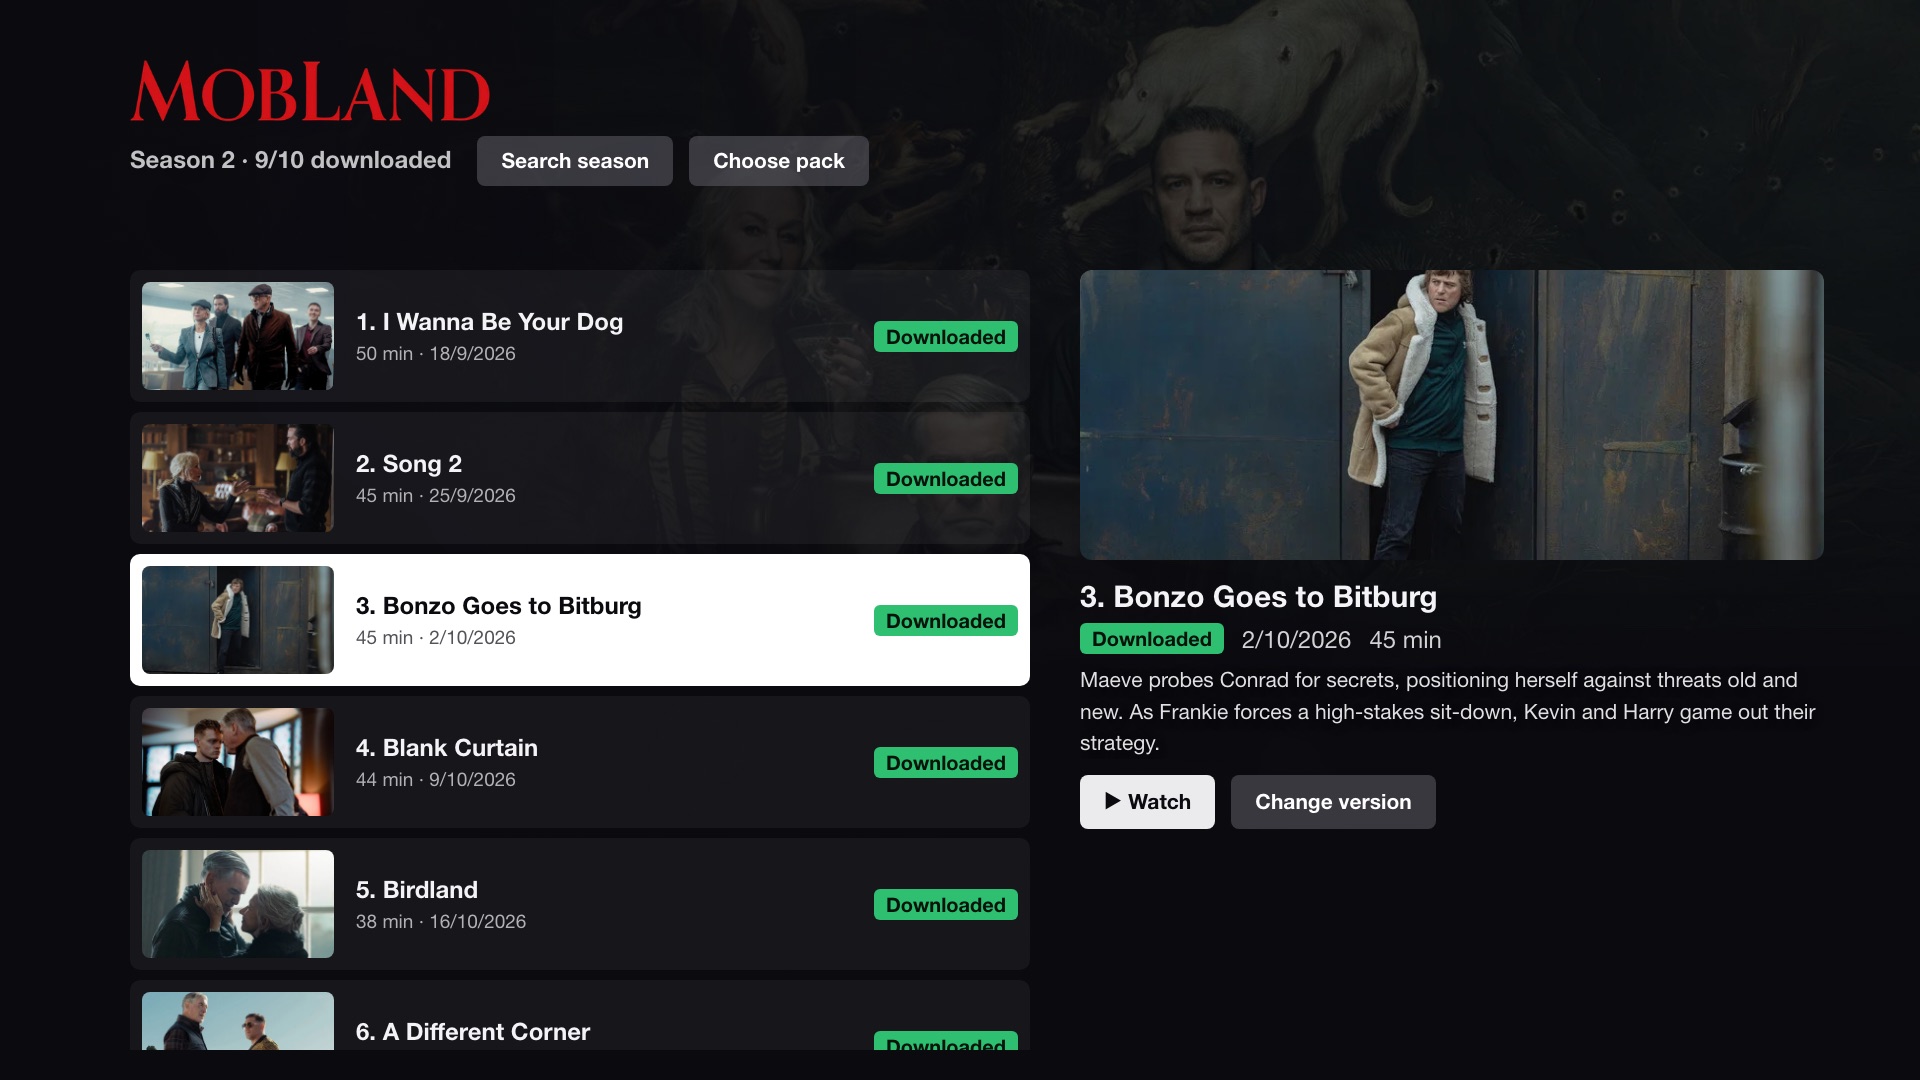 MOBLAND
Season 2 · 9/10 downloaded
Search season
Choose pack
1. I Wanna Be Your Dog
50 min · 18/9/2026
Downloaded
2. Song 2
45 min · 25/9/2026
Downloaded
3. Bonzo Goes to Bitburg
45 min · 2/10/2026
Downloaded
4. Blank Curtain
44 min · 9/10/2026
Downloaded
5. Birdland
38 min · 16/10/2026
Downloaded
6. A Different Corner
Downloaded
3. Bonzo Goes to Bitburg
Downloaded 2/10/2026 45 min
Maeve probes Conrad for secrets, positioning herself against threats old and
new. As Frankie forces a high-stakes sit-down, Kevin and Harry game out their
strategy.
▶ Watch
Change version